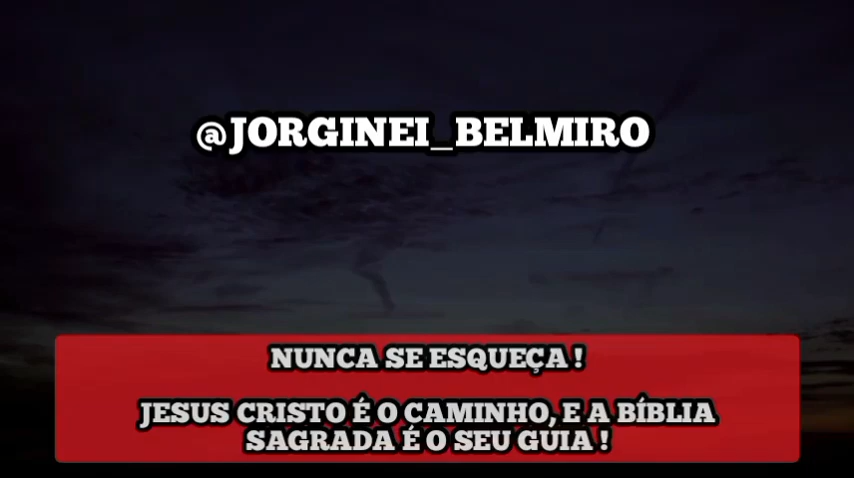 @JORGINEI_BELMIRO
NUNCA SE ESQUEÇA !
JESUS CRISTO É O CAMINHO, E A BÍBLIA
SAGRADA É O SEU GUIA !